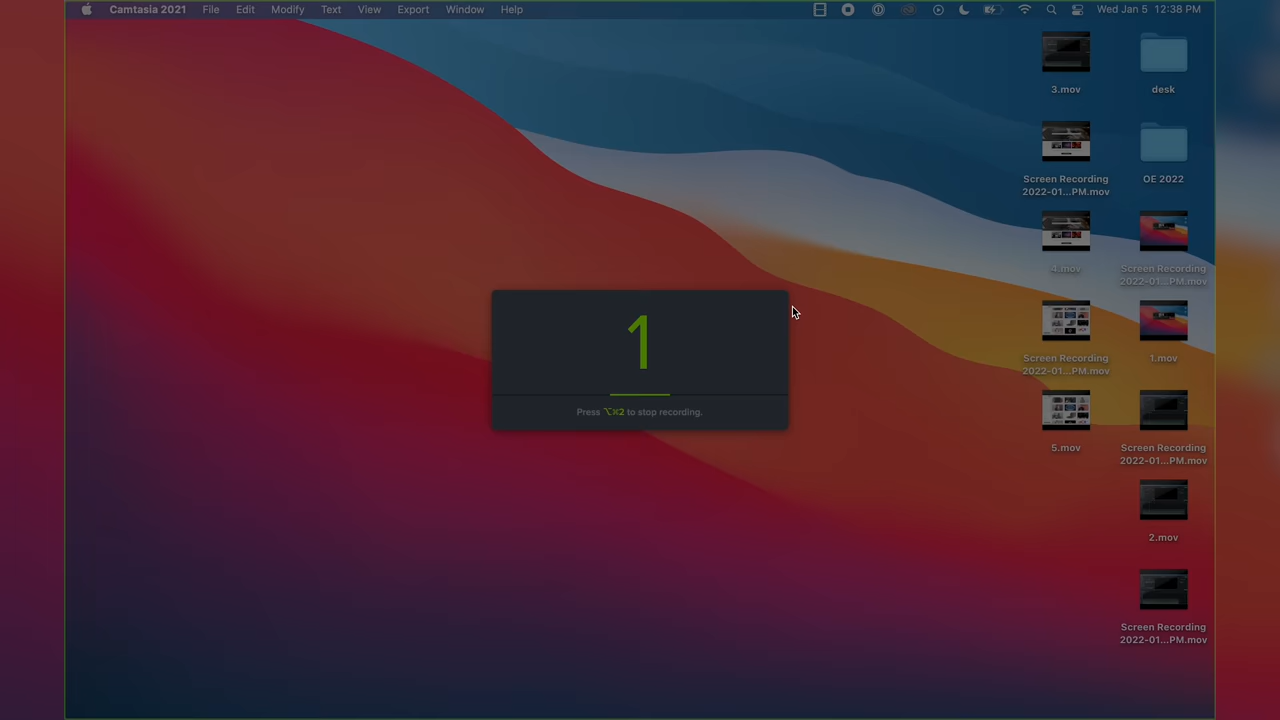 Camtasia 2021 File Edit Modify Text View Export Window Help Wed Jan 5 12:38 PM
3.mov
desk
Screen Recording
2022-01...PM.mov
OE 2022
4.mov
Screen Recording
2022-01...PM.mov
Screen Recording
2022-01...PM.mov
1.mov
5.mov
Screen Recording
2022-01...PM.mov
2.mov
Screen Recording
2022-01...PM.mov
1
Press ⌥⌘2 to stop recording.